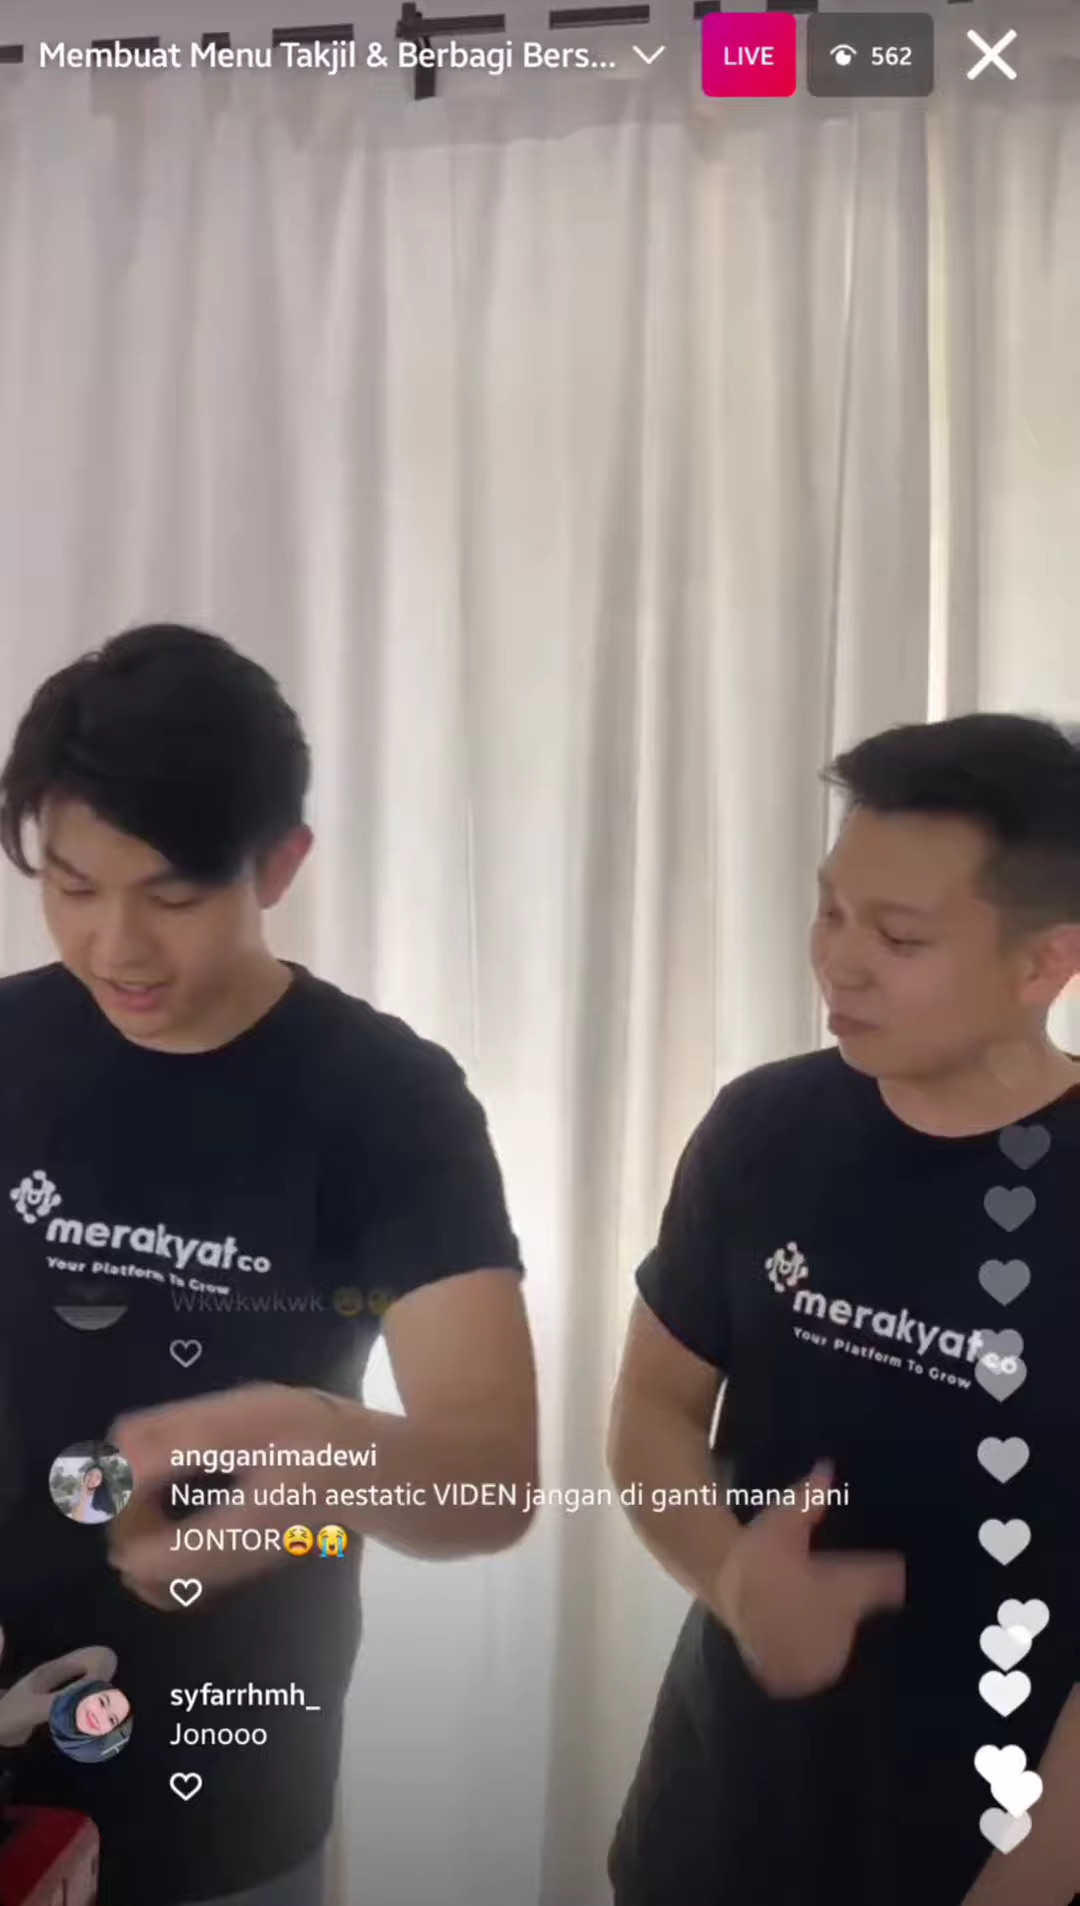 Membuat Menu Takjil & Berbagi Bers...
LIVE
562
merakyat co
Your Platform To Grow
merakyat co
Your Platform To Grow
Wkwkwkwk 😫😫
angganimadewi
Nama udah aestatic VIDEN jangan di ganti mana jani
JONTOR😫😭
syfarrhmh_
Jonooo